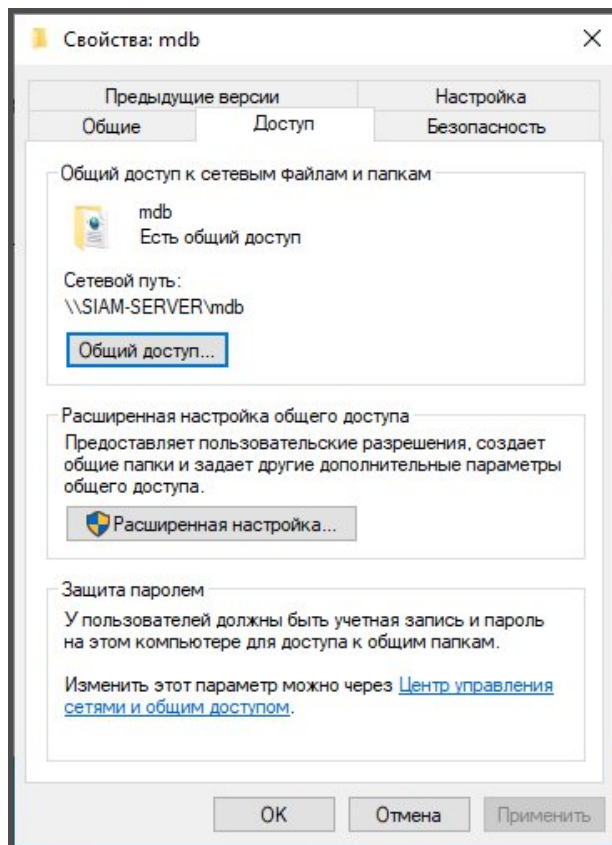 Свойства: mdb
Предыдущие версии
Настройка
Общие
Доступ
Безопасность
Общий доступ к сетевым файлам и папкам
mdb
Есть общий доступ
Сетевой путь:
\\SIAM-SERVER\mdb
Общий доступ...
Расширенная настройка общего доступа
Предоставляет пользовательские разрешения, создает
общие папки и задает другие дополнительные параметры
общего доступа.
Расширенная настройка...
Защита паролем
У пользователей должны быть учетная запись и пароль
на этом компьютере для доступа к общим папкам.
Изменить этот параметр можно через Центр управления
сетями и общим доступом.
OK
Отмена
Применить